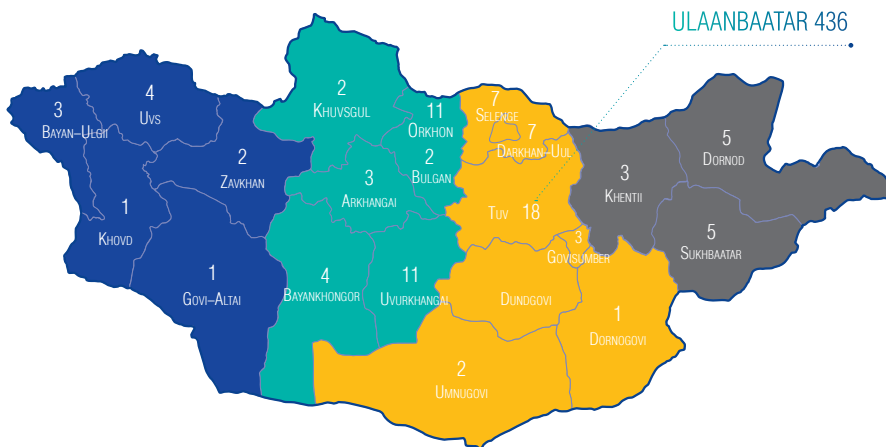 ULAANBAATAR 436
3
BAYAN–ULGII
4
UVS
2
ZAVKHAN
1
KHOVD
1
GOVI–ALTAI
2
KHUVSGUL
11
ORKHON
2
BULGAN
3
ARKHANGAI
4
BAYANKHONGOR
11
UVURKHANGAI
7
SELENGE
7
DARKHAN–UUL
TUV 18
3
GOVISUMBER
DUNDGOVI
1
DORNOGOVI
2
UMNUGOVI
3
KHENTII
5
DORNOD
5
SUKHBAATAR